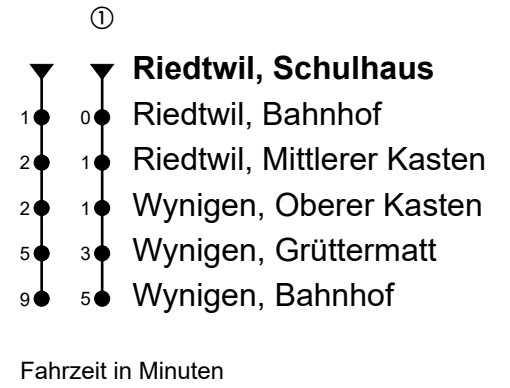 ①
Riedtwil, Schulhaus
1 0 Riedtwil, Bahnhof
2 1 Riedtwil, Mittlerer Kasten
2 1 Wynigen, Oberer Kasten
5 3 Wynigen, Grüttermatt
9 5 Wynigen, Bahnhof
Fahrzeit in Minuten